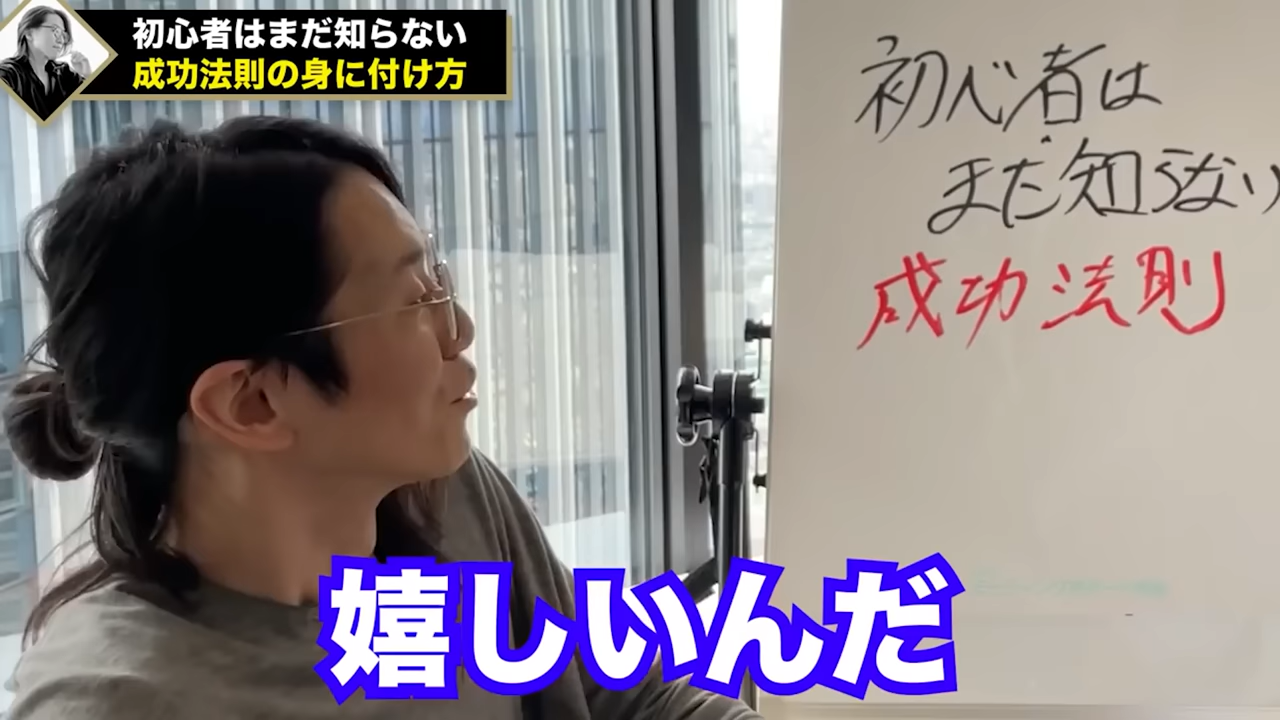 初心者はまだ知らない
成功法則の身に付け方
初心者は
まだ知らない
成功法則
嬉しいんだ